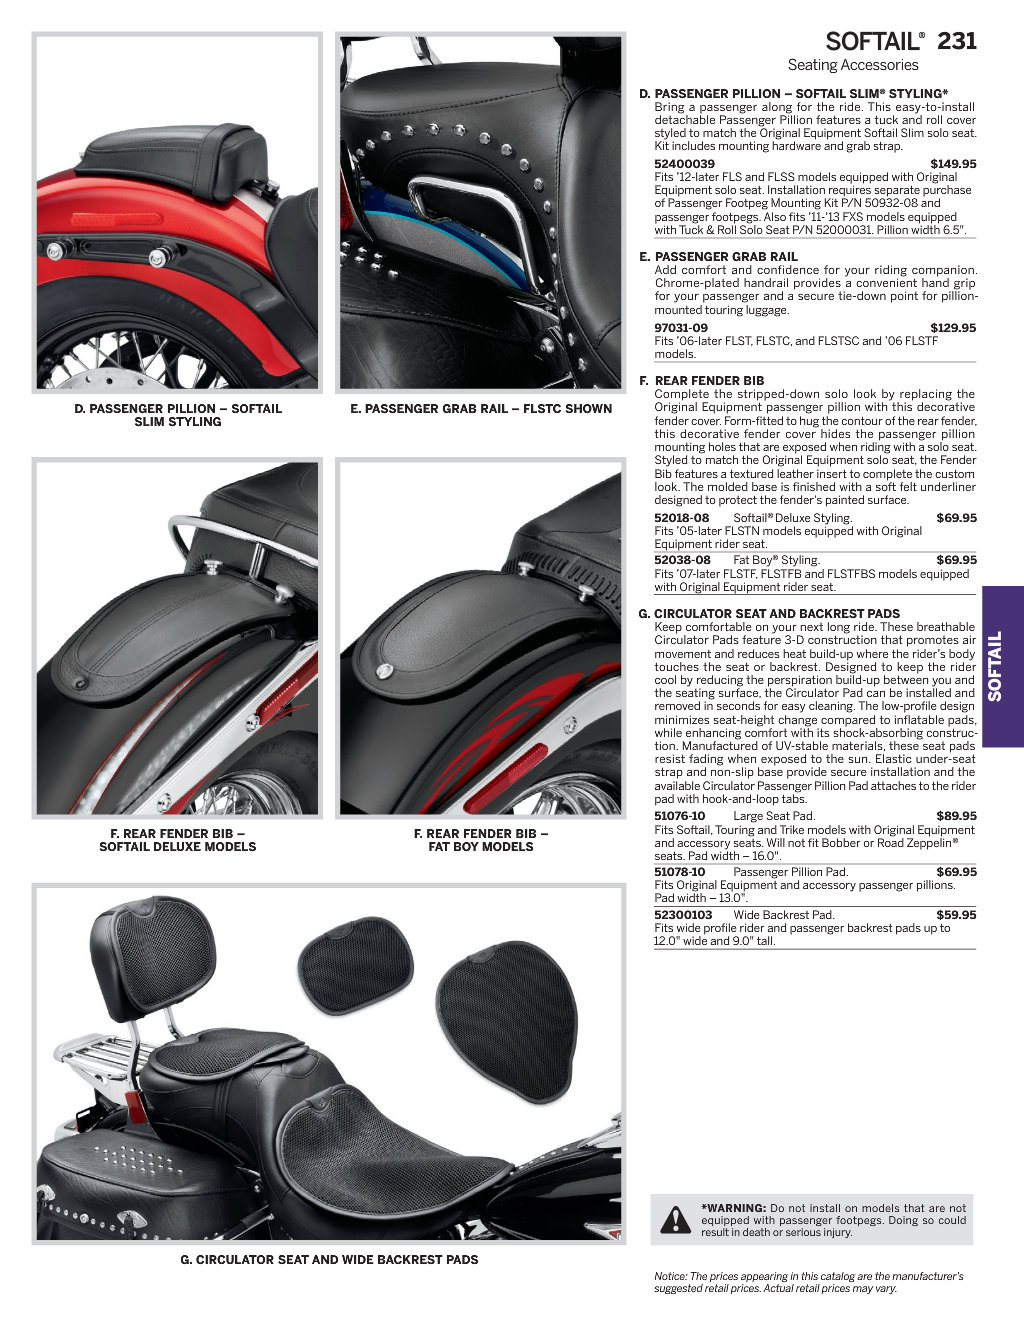 SOFTAIL® 231
Seating Accessories
D. PASSENGER PILLION – SOFTAIL
SLIM STYLING
E. PASSENGER GRAB RAIL – FLSTC SHOWN
F. REAR FENDER BIB –
SOFTAIL DELUXE MODELS
F. REAR FENDER BIB –
FAT BOY MODELS
G. CIRCULATOR SEAT AND WIDE BACKREST PADS
D. PASSENGER PILLION – SOFTAIL SLIM® STYLING*
Bring a passenger along for the ride. This easy-to-install
detachable Passenger Pillion features a tuck and roll cover
styled to match the Original Equipment Softail Slim solo seat.
Kit includes mounting hardware and grab strap.
52400039 $149.95
Fits '12-later FLS and FLSS models equipped with Original
Equipment solo seat. Installation requires separate purchase
of Passenger Footpeg Mounting Kit P/N 50932-08 and
passenger footpegs. Also fits '11-'13 FXS models equipped
with Tuck & Roll Solo Seat P/N 52000031. Pillion width 6.5".
E. PASSENGER GRAB RAIL
Add comfort and confidence for your riding companion.
Chrome-plated handrail provides a convenient hand grip
for your passenger and a secure tie-down point for pillion-
mounted touring luggage.
97031-09 $129.95
Fits '06-later FLST, FLSTC, and FLSTSC and '06 FLSTF
models.
F. REAR FENDER BIB
Complete the stripped-down solo look by replacing the
Original Equipment passenger pillion with this decorative
fender cover. Form-fitted to hug the contour of the rear fender,
this decorative fender cover hides the passenger pillion
mounting holes that are exposed when riding with a solo seat.
Styled to match the Original Equipment solo seat, the Fender
Bib features a textured leather insert to complete the custom
look. The molded base is finished with a soft felt underliner
designed to protect the fender's painted surface.
52018-08 Softail® Deluxe Styling. $69.95
Fits '05-later FLSTN models equipped with Original
Equipment rider seat.
52038-08 Fat Boy® Styling. $69.95
Fits '07-later FLSTF, FLSTFB and FLSTFBS models equipped
with Original Equipment rider seat.
G. CIRCULATOR SEAT AND BACKREST PADS
Keep comfortable on your next long ride. These breathable
Circulator Pads feature 3-D construction that promotes air
movement and reduces heat build-up where the rider's body
touches the seat or backrest. Designed to keep the rider
cool by reducing the perspiration build-up between you and
the seating surface, the Circulator Pad can be installed and
removed in seconds for easy cleaning. The low-profile design
minimizes seat-height change compared to inflatable pads,
while enhancing comfort with its shock-absorbing construc-
tion. Manufactured of UV-stable materials, these seat pads
resist fading when exposed to the sun. Elastic under-seat
strap and non-slip base provide secure installation and the
available Circulator Passenger Pillion Pad attaches to the rider
pad with hook-and-loop tabs.
51076-10 Large Seat Pad. $89.95
Fits Softail, Touring and Trike models with Original Equipment
and accessory seats. Will not fit Bobber or Road Zeppelin®
seats. Pad width – 16.0".
51078-10 Passenger Pillion Pad. $69.95
Fits Original Equipment and accessory passenger pillions.
Pad width – 13.0".
52300103 Wide Backrest Pad. $59.95
Fits wide profile rider and passenger backrest pads up to
12.0" wide and 9.0" tall.
SOFTAIL
*WARNING: Do not install on models that are not
equipped with passenger footpegs. Doing so could
result in death or serious injury.
Notice: The prices appearing in this catalog are the manufacturer's
suggested retail prices. Actual retail prices may vary.